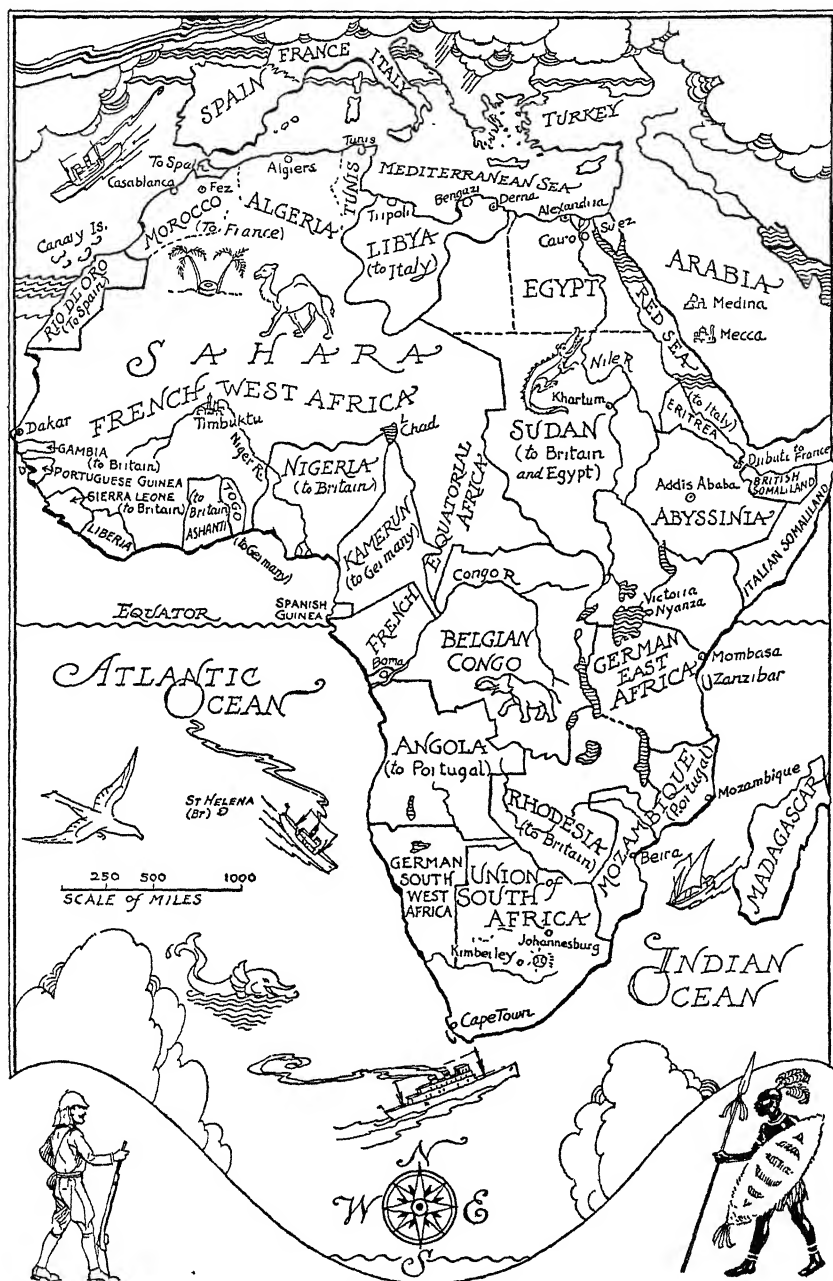 FRANCE
ITALY
SPAIN
TURKEY
Tunis
To Spa
Algiers
MEDITERRANEAN SEA
Casablanca
Fez
TUNIS
Bengazi
Derna
Alexandria
MOROCCO
(To France)
ALGERIA
Tripoli
Cairo
Suez
Canary Is.
LIBYA
(to Italy)
ARABIA
RIO D'L ORO
(To Spain)
EGYPT
RED SEA
Medina
Mecca
SAHARA
Nile R
FRENCH WEST AFRICA
Khartum
(to Italy)
ERITREA
Dakar
Timbuktu
L Chad
SUDAN
(to Britain
and Egypt)
GAMBIA
(to Britain)
Niger R.
NIGERIA
(to Britain)
Djibuti to
France
PORTUGUESE GUINEA
BRITISH
SOMALILAND
SIERRA LEONE
(to Britain)
(to
Britain)
ASHANTI
TOGO
(to Germany)
Addis Ababa
ABYSSINIA
LIBERIA
KAMERUN
(to Germany)
FRENCH
EQUATORIAL
AFRICA
ITALIAN SOMALILAND
Congo R
Victoria
Nyanza
EQUATOR
SPANISH
GUINEA
BELGIAN
CONGO
GERMAN
EAST
AFRICA
Boma
Mombasa
Zanzibar
ATLANTIC
OCEAN
ANGOLA
(to Portugal)
MOZAMBIQUE
(Portugal)
Mozambique
ST HELENA
(Br)
RHODESIA
(to Britain)
MADAGASCAR
Beira
GERMAN
SOUTH
WEST
AFRICA
UNION of
SOUTH
AFRICA
250 500 1000
SCALE of MILES
Johannesburg
Kimberley
INDIAN
OCEAN
Cape Town
N
W E
S